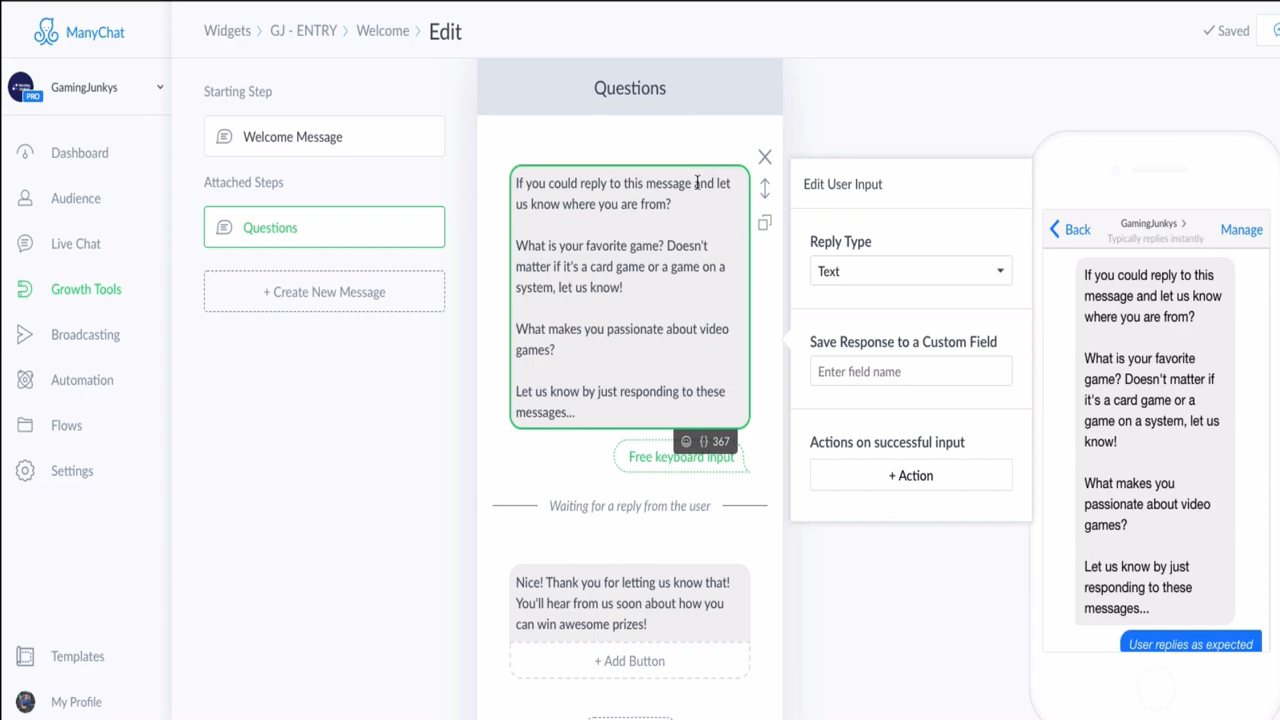 ManyChat
Widgets > GJ - ENTRY > Welcome > Edit
Saved
GamingJunkys
PRO
Dashboard
Audience
Live Chat
Growth Tools
Broadcasting
Automation
Flows
Settings
Templates
My Profile
Starting Step
Welcome Message
Attached Steps
Questions
+ Create New Message
Questions
If you could reply to this message and let
us know where you are from?
What is your favorite game? Doesn't
matter if it's a card game or a game on a
system, let us know!
What makes you passionate about video
games?
Let us know by just responding to these
messages...
{} 367
Free keyboard input
Waiting for a reply from the user
Nice! Thank you for letting us know that!
You'll hear from us soon about how you
can win awesome prizes!
+ Add Button
Edit User Input
Reply Type
Text
Save Response to a Custom Field
Enter field name
Actions on successful input
+ Action
Back
GamingJunkys >
Typically replies instantly
Manage
If you could reply to this
message and let us know
where you are from?
What is your favorite
game? Doesn't matter if
it's a card game or a
game on a system, let us
know!
What makes you
passionate about video
games?
Let us know by just
responding to these
messages...
User replies as expected